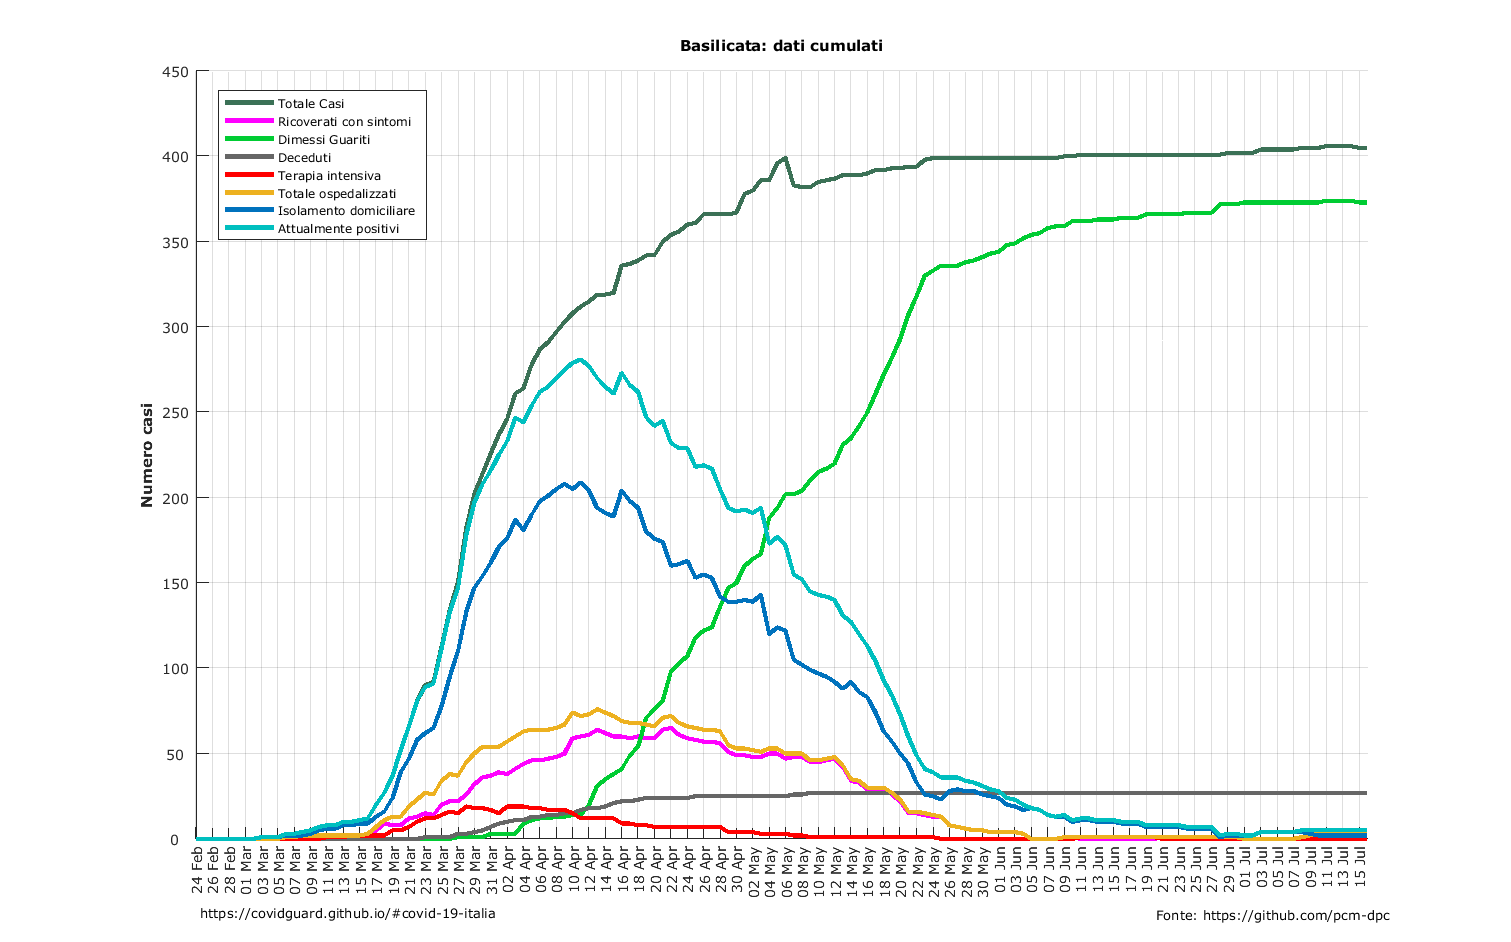 Basilicata: dati cumulati
450
400
350
300
250
200
150
100
50
0
Numero casi
Totale Casi
Ricoverati con sintomi
Dimessi Guariti
Deceduti
Terapia intensiva
Totale ospedalizzati
Isolamento domiciliare
Attualmente positivi
24 Feb
26 Feb
28 Feb
01 Mar
03 Mar
05 Mar
07 Mar
09 Mar
11 Mar
13 Mar
15 Mar
17 Mar
19 Mar
21 Mar
23 Mar
25 Mar
27 Mar
29 Mar
31 Mar
02 Apr
04 Apr
06 Apr
08 Apr
10 Apr
12 Apr
14 Apr
16 Apr
18 Apr
20 Apr
22 Apr
24 Apr
26 Apr
28 Apr
30 Apr
02 May
04 May
06 May
08 May
10 May
12 May
14 May
16 May
18 May
20 May
22 May
24 May
26 May
28 May
30 May
01 Jun
03 Jun
05 Jun
07 Jun
09 Jun
11 Jun
13 Jun
15 Jun
17 Jun
19 Jun
21 Jun
23 Jun
25 Jun
27 Jun
29 Jun
01 Jul
03 Jul
05 Jul
07 Jul
09 Jul
11 Jul
13 Jul
15 Jul
https://covidguard.github.io/#covid-19-italia
Fonte: https://github.com/pcm-dpc